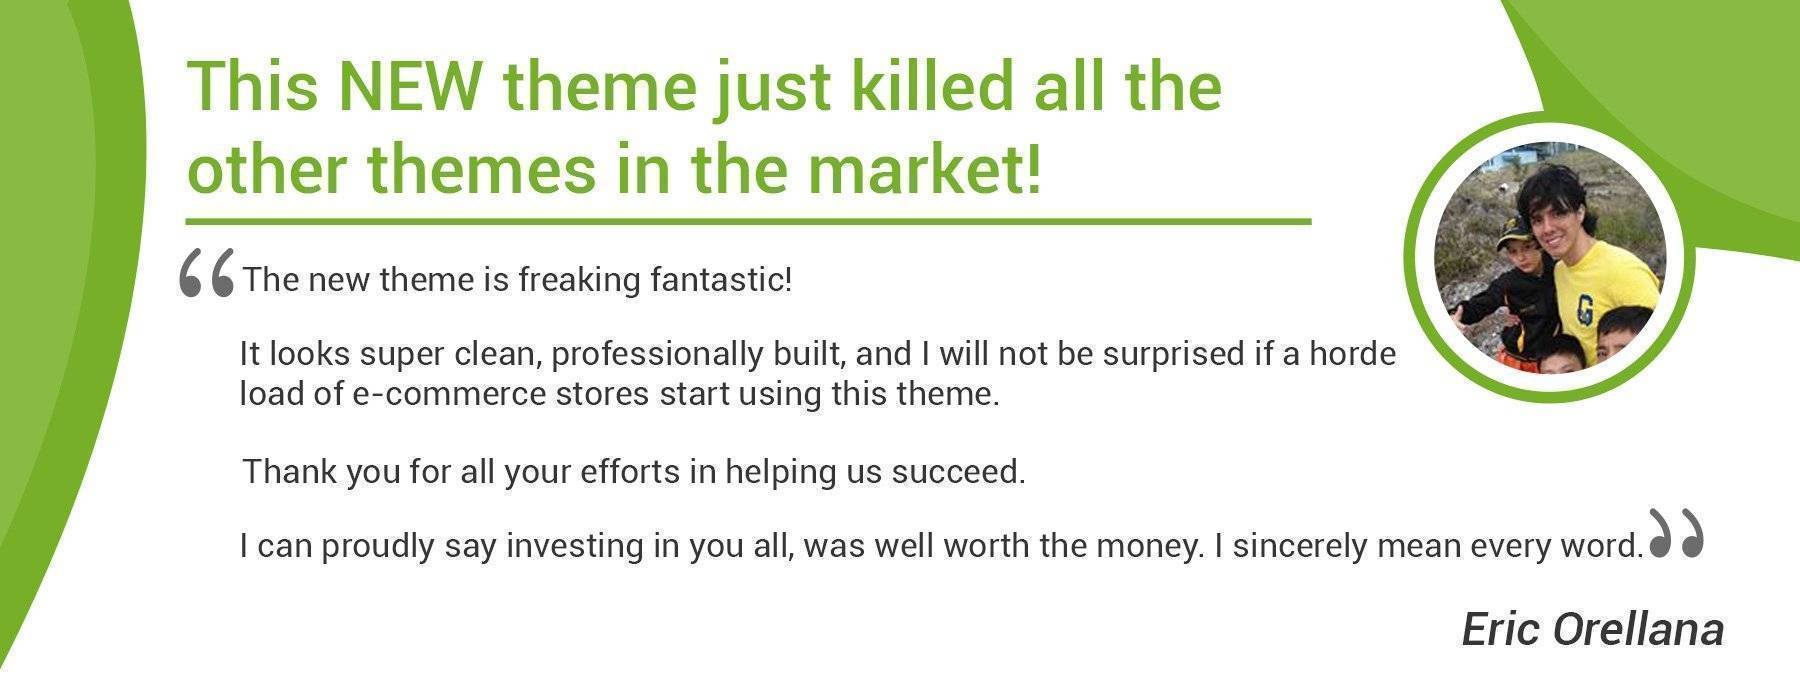 This NEW theme just killed all the
other themes in the market!
“The new theme is freaking fantastic!
It looks super clean, professionally built, and I will not be surprised if a horde
load of e-commerce stores start using this theme.
Thank you for all your efforts in helping us succeed.
I can proudly say investing in you all, was well worth the money. I sincerely mean every word.”
G
Eric Orellana